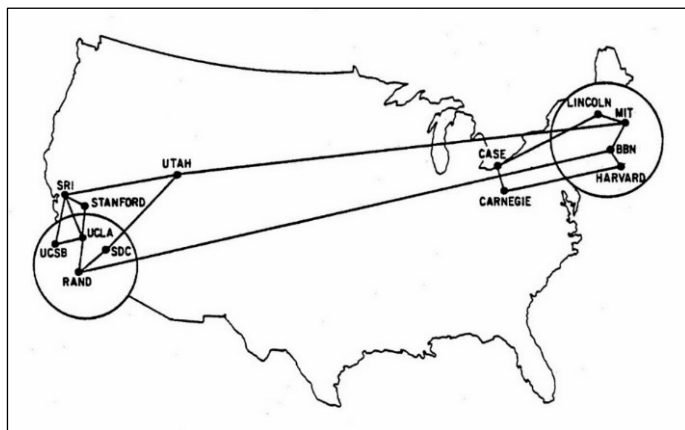 LINCOLN
MIT
CASE
BBN
UTAH
HARVARD
SRI
CARNEGIE
STANFORD
UCLA
UCSB
SDC
RAND